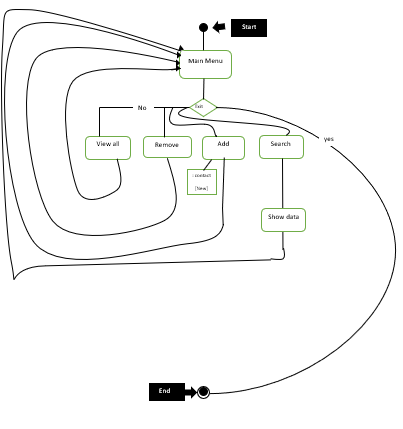 Start
Main Menu
Exit
No
yes
View all
Remove
Add
Search
: contact
[New]
Show data
End